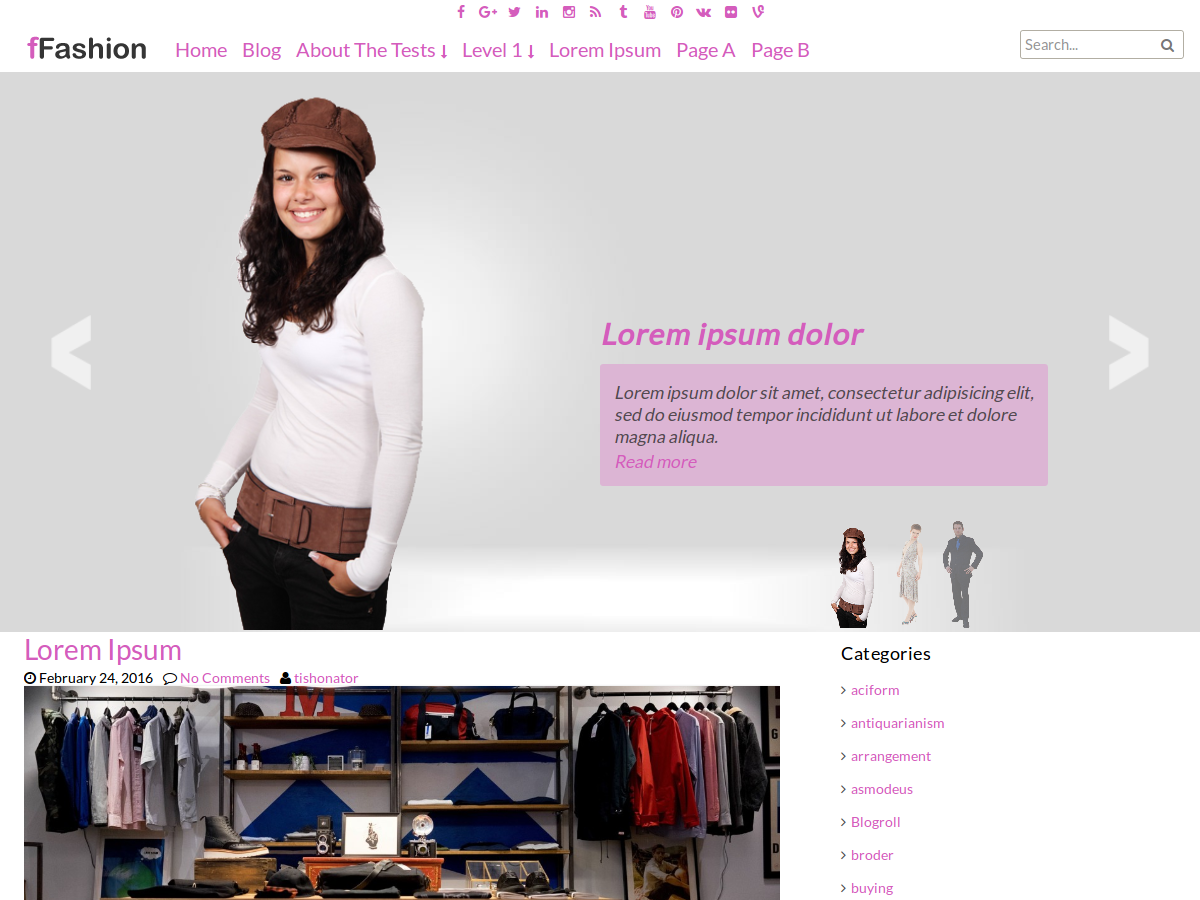 fFashion
Home Blog About The Tests ↓ Level 1 ↓ Lorem Ipsum Page A Page B
Search...
Lorem ipsum dolor
Lorem ipsum dolor sit amet, consectetur adipisicing elit,
sed do eiusmod tempor incididunt ut labore et dolore
magna aliqua.
Read more
Lorem Ipsum
February 24, 2016 No Comments tishonator
M
Categories
aciform
antiquarianism
arrangement
asmodeus
Blogroll
broder
buying